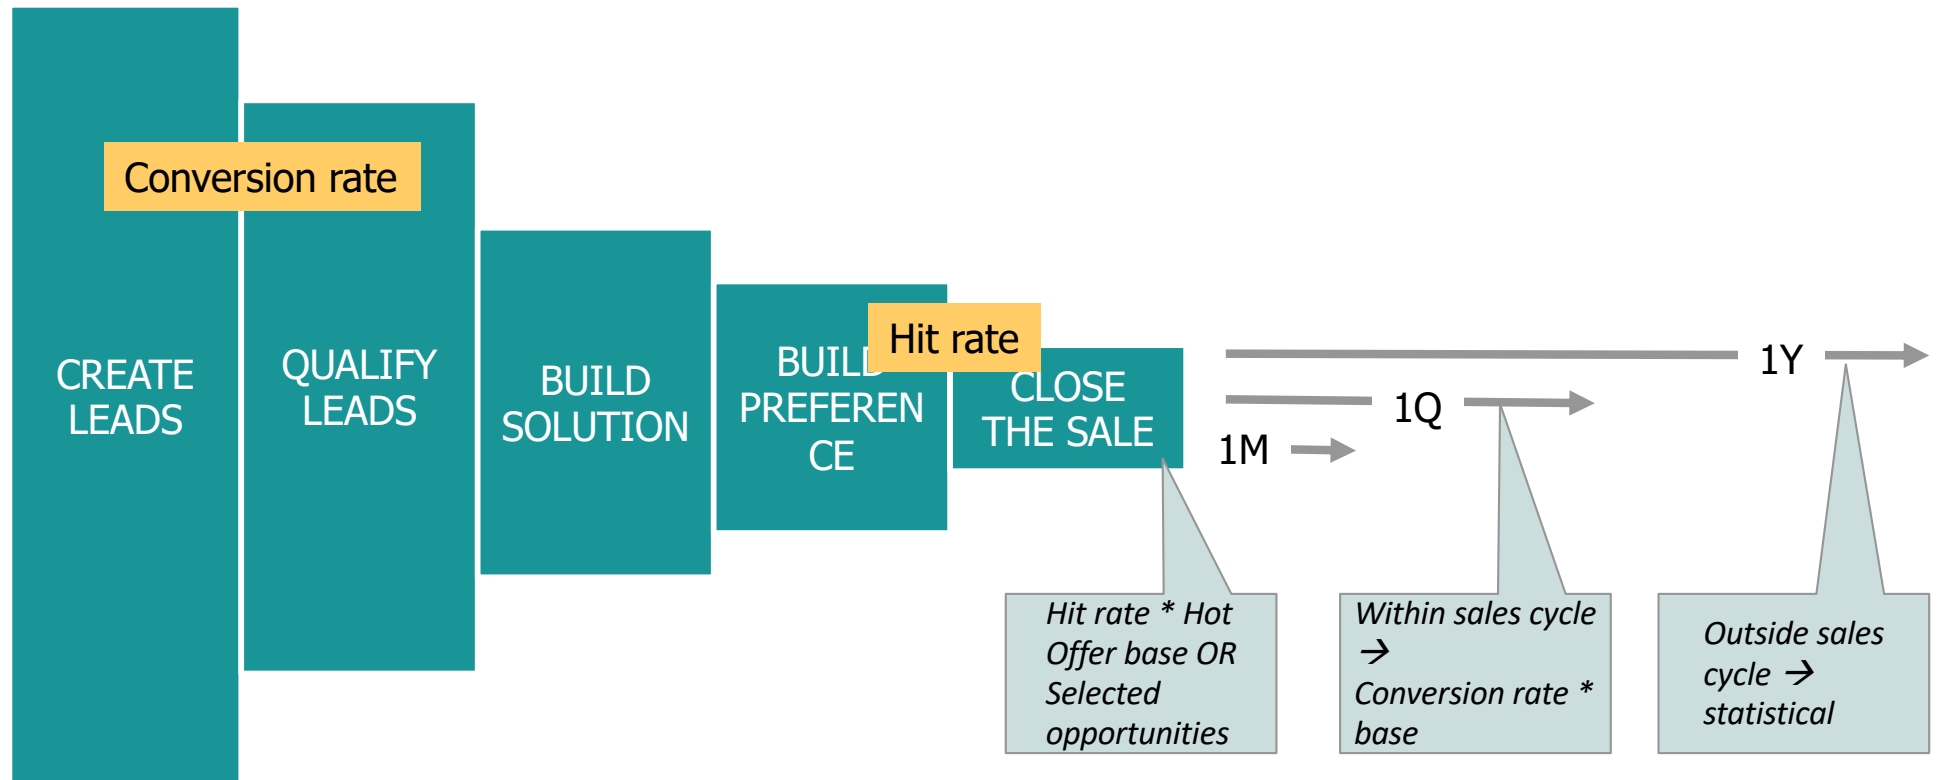 Conversion rate
CREATE
LEADS
QUALIFY
LEADS
BUILD
SOLUTION
BUILD
PREFEREN
CE
Hit rate
CLOSE
THE SALE
1Y
1Q
1M
Hit rate * Hot
Offer base OR
Selected
opportunities
Within sales cycle
→
Conversion rate *
base
Outside sales
cycle →
statistical